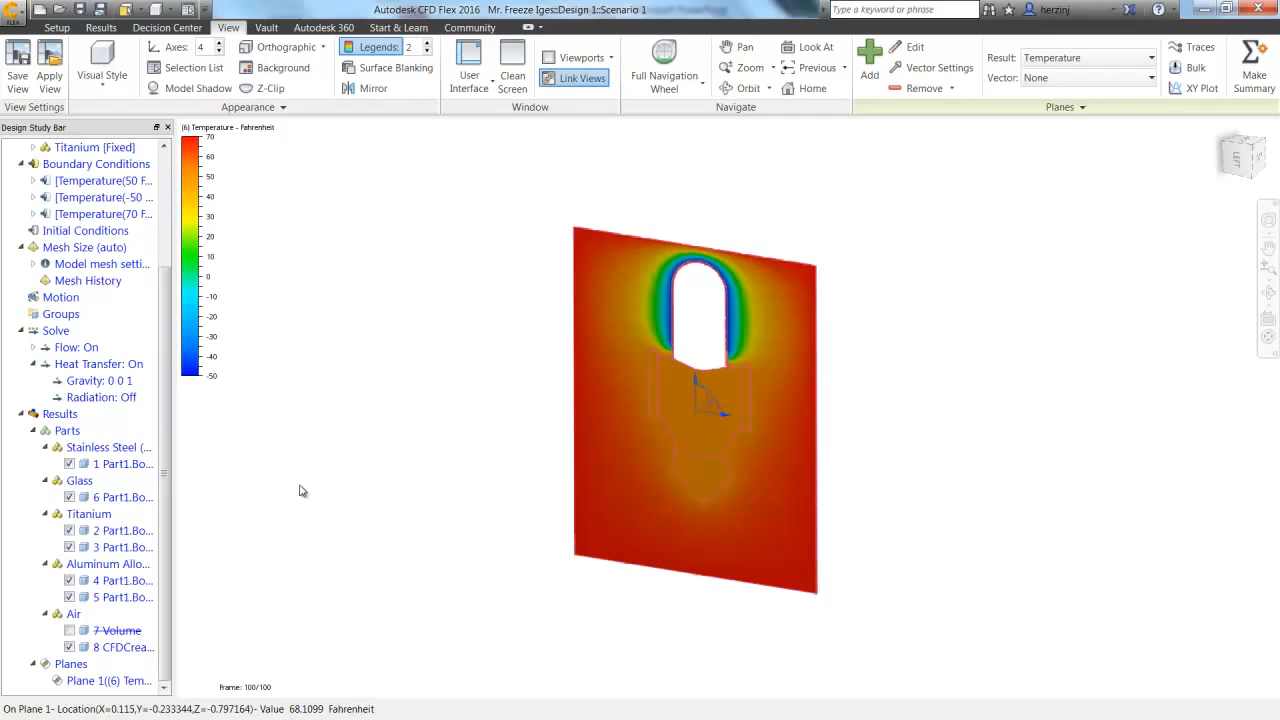 Autodesk CFD Flex 2016   Mr. Freeze Iges::Design 1::Scenario 1
Type a keyword or phrase
herzinj
FLEX
Setup Results Decision Center View Vault Autodesk 360 Start & Learn Community
Save View
Apply View
View Settings
Visual Style
Axes: 4
Selection List
Model Shadow
Orthographic
Background
Z-Clip
Legends: 2
Surface Blanking
Mirror
Appearance
User Interface
Clean Screen
Viewports
Link Views
Window
Full Navigation Wheel
Pan
Zoom
Orbit
Look At
Previous
Home
Navigate
Add
Edit
Vector Settings
Remove
Result: Temperature
Vector: None
Traces
Bulk
XY Plot
Make Summary
Planes
Design Study Bar
Titanium [Fixed]
Boundary Conditions
[Temperature(50 F...
[Temperature(-50 ...
[Temperature(70 F...
Initial Conditions
Mesh Size (auto)
Model mesh setti...
Mesh History
Motion
Groups
Solve
Flow: On
Heat Transfer: On
Gravity: 0 0 1
Radiation: Off
Results
Parts
Stainless Steel (...
1 Part1.Bo...
Glass
6 Part1.Bo...
Titanium
2 Part1.Bo...
3 Part1.Bo...
Aluminum Allo...
4 Part1.Bo...
5 Part1.Bo...
Air
7 Volume
8 CFDCrea...
Planes
Plane 1((6) Tem...
(6) Temperature - Fahrenheit
70
60
50
40
30
20
10
0
-10
-20
-30
-40
-50
Frame: 100/100
On Plane 1- Location(X=0.115,Y=-0.233344,Z=-0.797164)- Value 68.1099 Fahrenheit